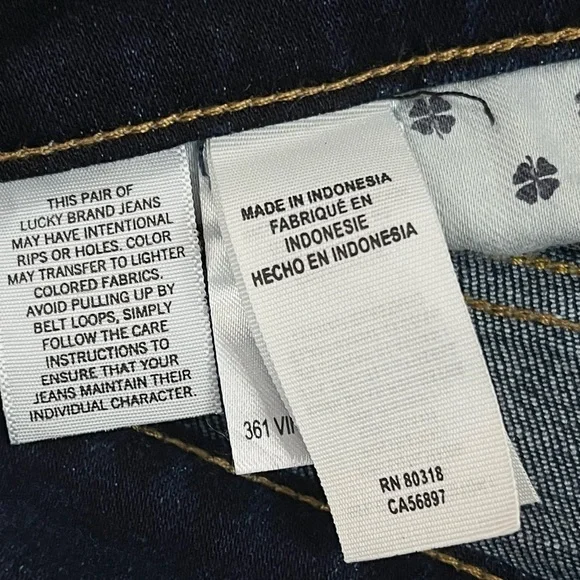 THIS PAIR OF
LUCKY BRAND JEANS
MAY HAVE INTENTIONAL
RIPS OR HOLES. COLOR
MAY TRANSFER TO LIGHTER
COLORED FABRICS.
AVOID PULLING UP BY
BELT LOOPS, SIMPLY
FOLLOW THE CARE
INSTRUCTIONS TO
ENSURE THAT YOUR
JEANS MAINTAIN THEIR
INDIVIDUAL CHARACTER.
MADE IN INDONESIA
FABRIQUÉ EN
INDONESIE
HECHO EN INDONESIA
361
RN 80318
CA56897